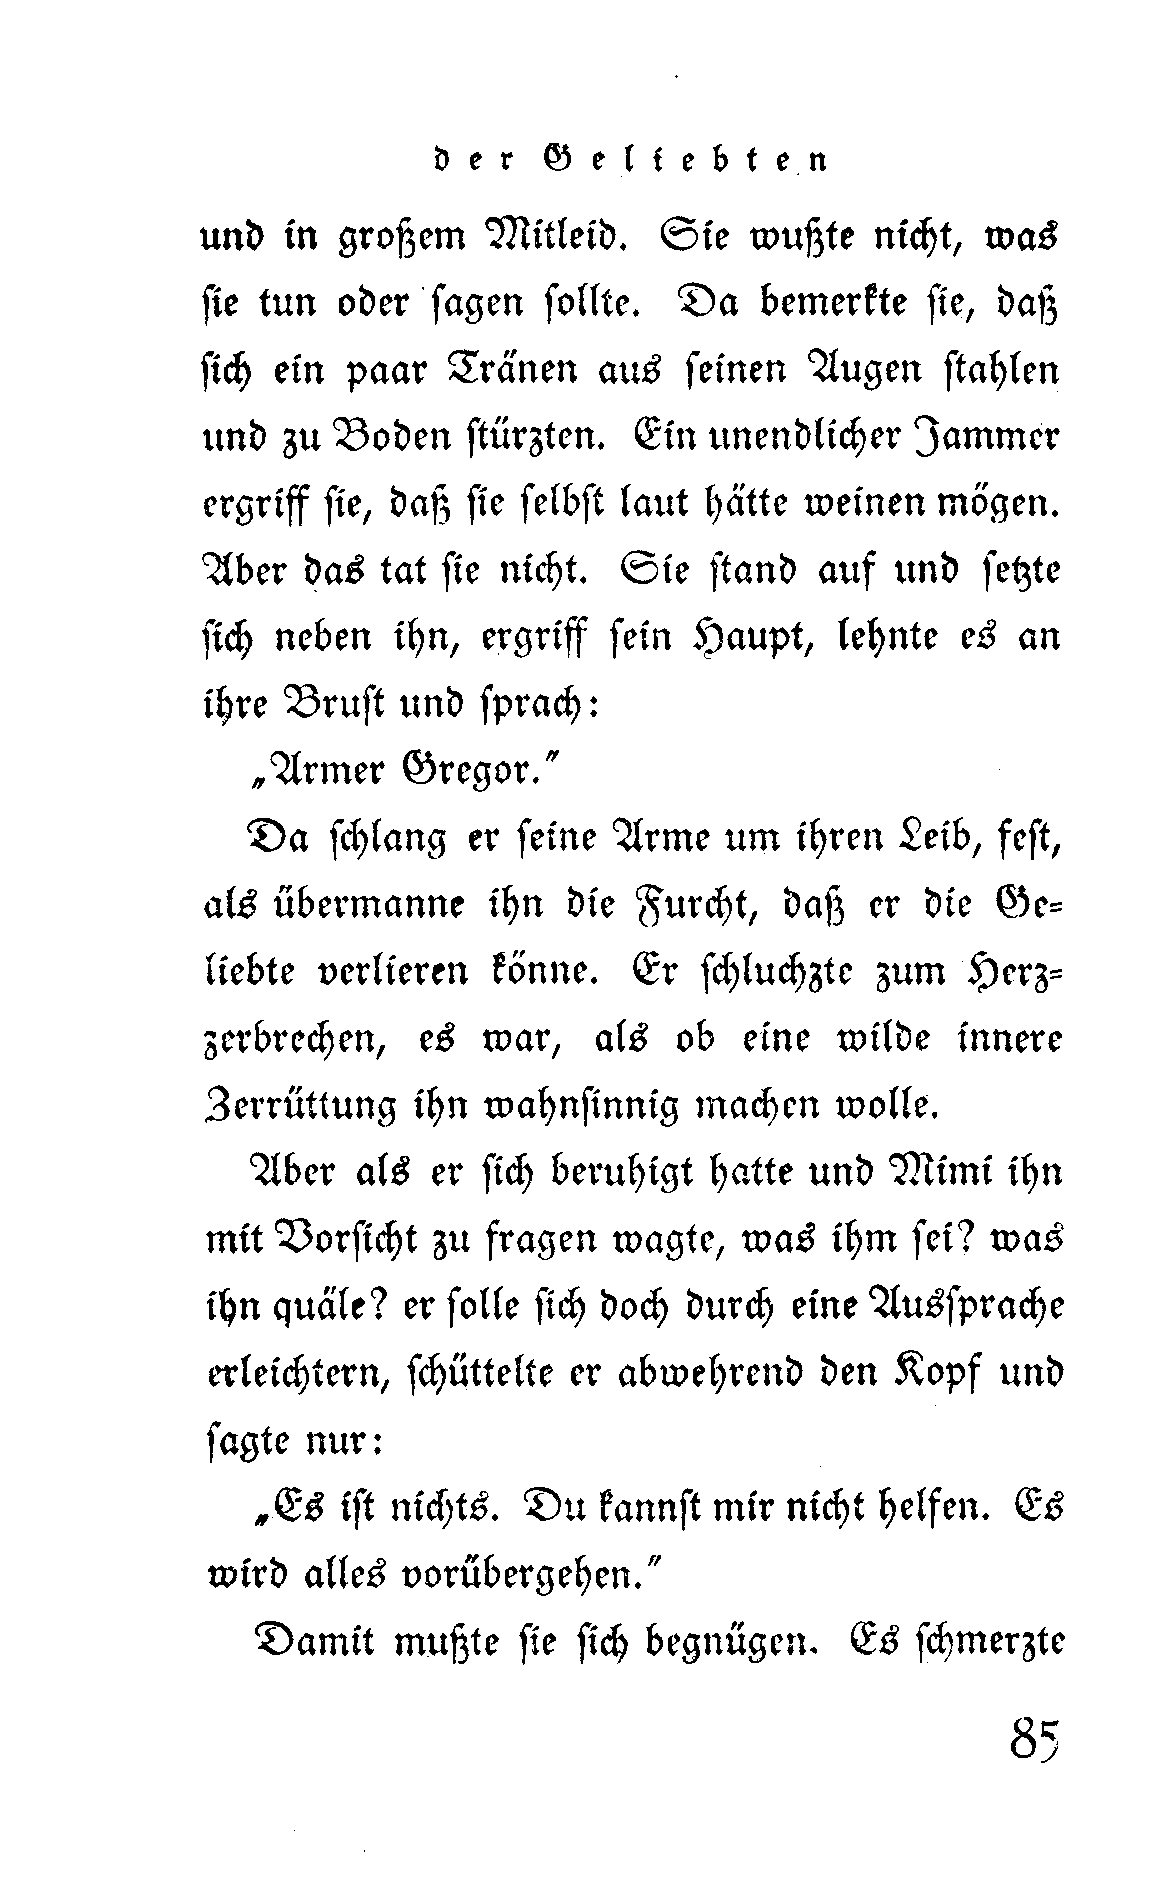 der Geliebten
und in großem Mitleid. Sie wußte nicht, was
sie tun oder sagen sollte. Da bemerkte sie, daß
sich ein paar Tränen aus seinen Augen stahlen
und zu Boden stürzten. Ein unendlicher Jammer
ergriff sie, daß sie selbst laut hätte weinen mögen.
Aber das tat sie nicht. Sie stand auf und setzte
sich neben ihn, ergriff sein Haupt, lehnte es an
ihre Brust und sprach:
„Armer Gregor.“
Da schlang er seine Arme um ihren Leib, fest,
als übermanne ihn die Furcht, daß er die Ge-
liebte verlieren könne. Er schluchzte zum Herz-
zerbrechen, es war, als ob eine wilde innere
Zerrüttung ihn wahnsinnig machen wolle.
Aber als er sich beruhigt hatte und Mimi ihn
mit Vorsicht zu fragen wagte, was ihm sei? was
ihn quäle? er solle sich doch durch eine Aussprache
erleichtern, schüttelte er abwehrend den Kopf und
sagte nur:
„Es ist nichts. Du kannst mir nicht helfen. Es
wird alles vorübergehen.“
Damit mußte sie sich begnügen. Es schmerzte
85